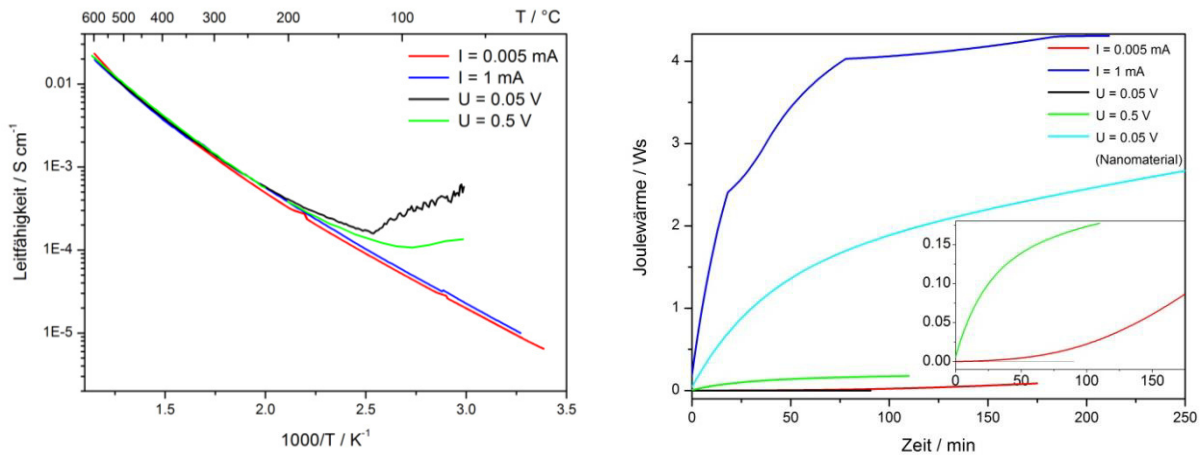 600 500 400 300 200 100 T / °C
I = 0.005 mA
I = 1 mA
U = 0.05 V
U = 0.5 V
0.01
1E-3
1E-4
1E-5
Leitfähigkeit / S cm⁻¹
1.5 2.0 2.5 3.0 3.5
1000/T / K⁻¹
I = 0.005 mA
I = 1 mA
U = 0.05 V
U = 0.5 V
U = 0.05 V
(Nanomaterial)
4
3
2
1
0
Joulewärme / Ws
0.15
0.10
0.05
0.00
0 50 100 150
0 50 100 150 200 250
Zeit / min